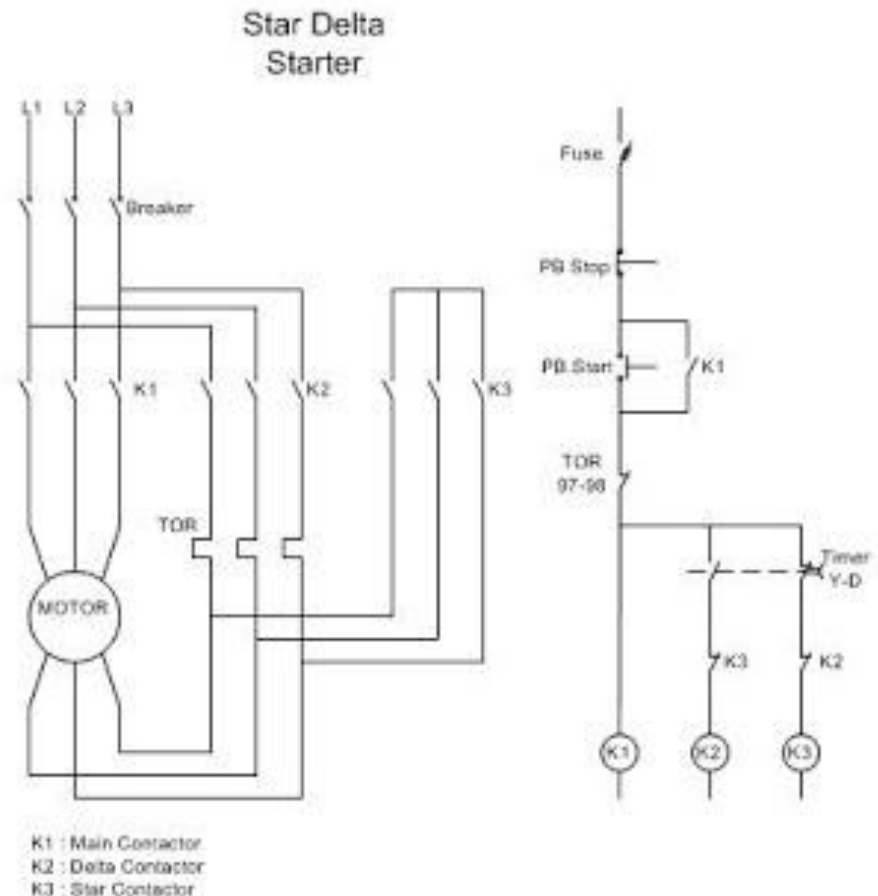 Star Delta
Starter
L1 L2 L3
Breaker
K1
K2
K3
TOR
MOTOR
Fuse
PB Stop
PB.Start
K1
TOR
97-98
Timer
Y-D
K3
K2
K1
K2
K3
K1 : Main Contactor
K2 : Delta Contactor
K3 : Star Contactor